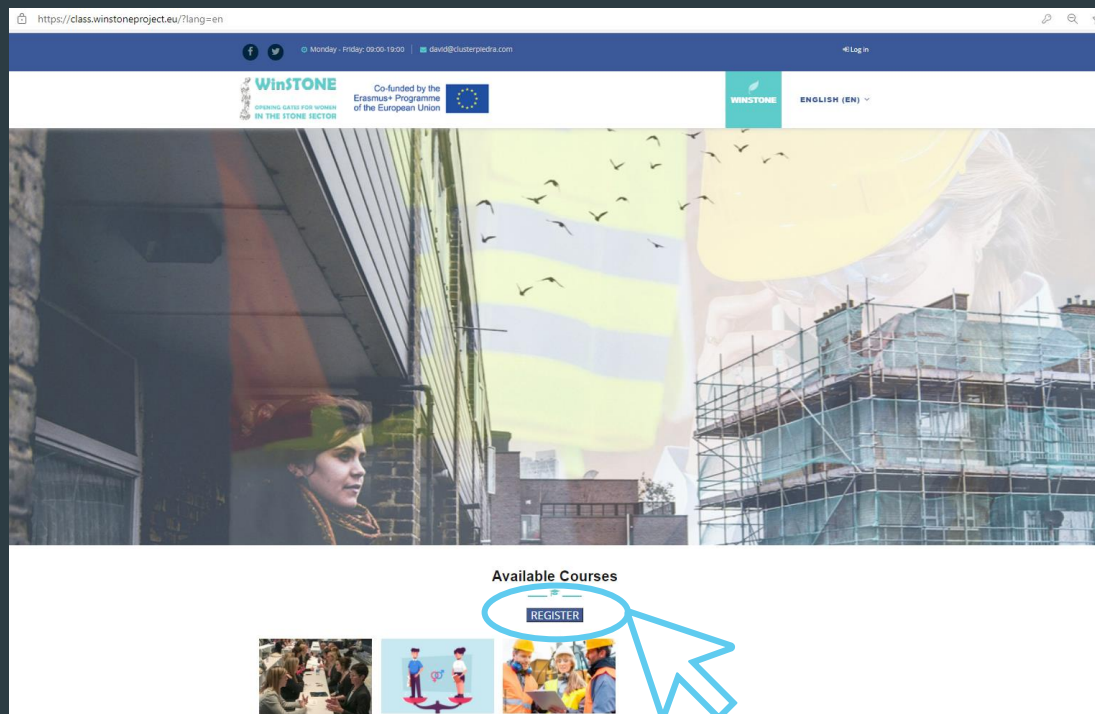 https://class.winstoneproject.eu/?lang=en
Monday - Friday: 09:00-19:00 | david@clusterpiedra.com
Log in
WinSTONE
OPENING GATES FOR WOMEN
IN THE STONE SECTOR
Co-funded by the
Erasmus+ Programme
of the European Union
WINSTONE
ENGLISH (EN)
Available Courses
REGISTER